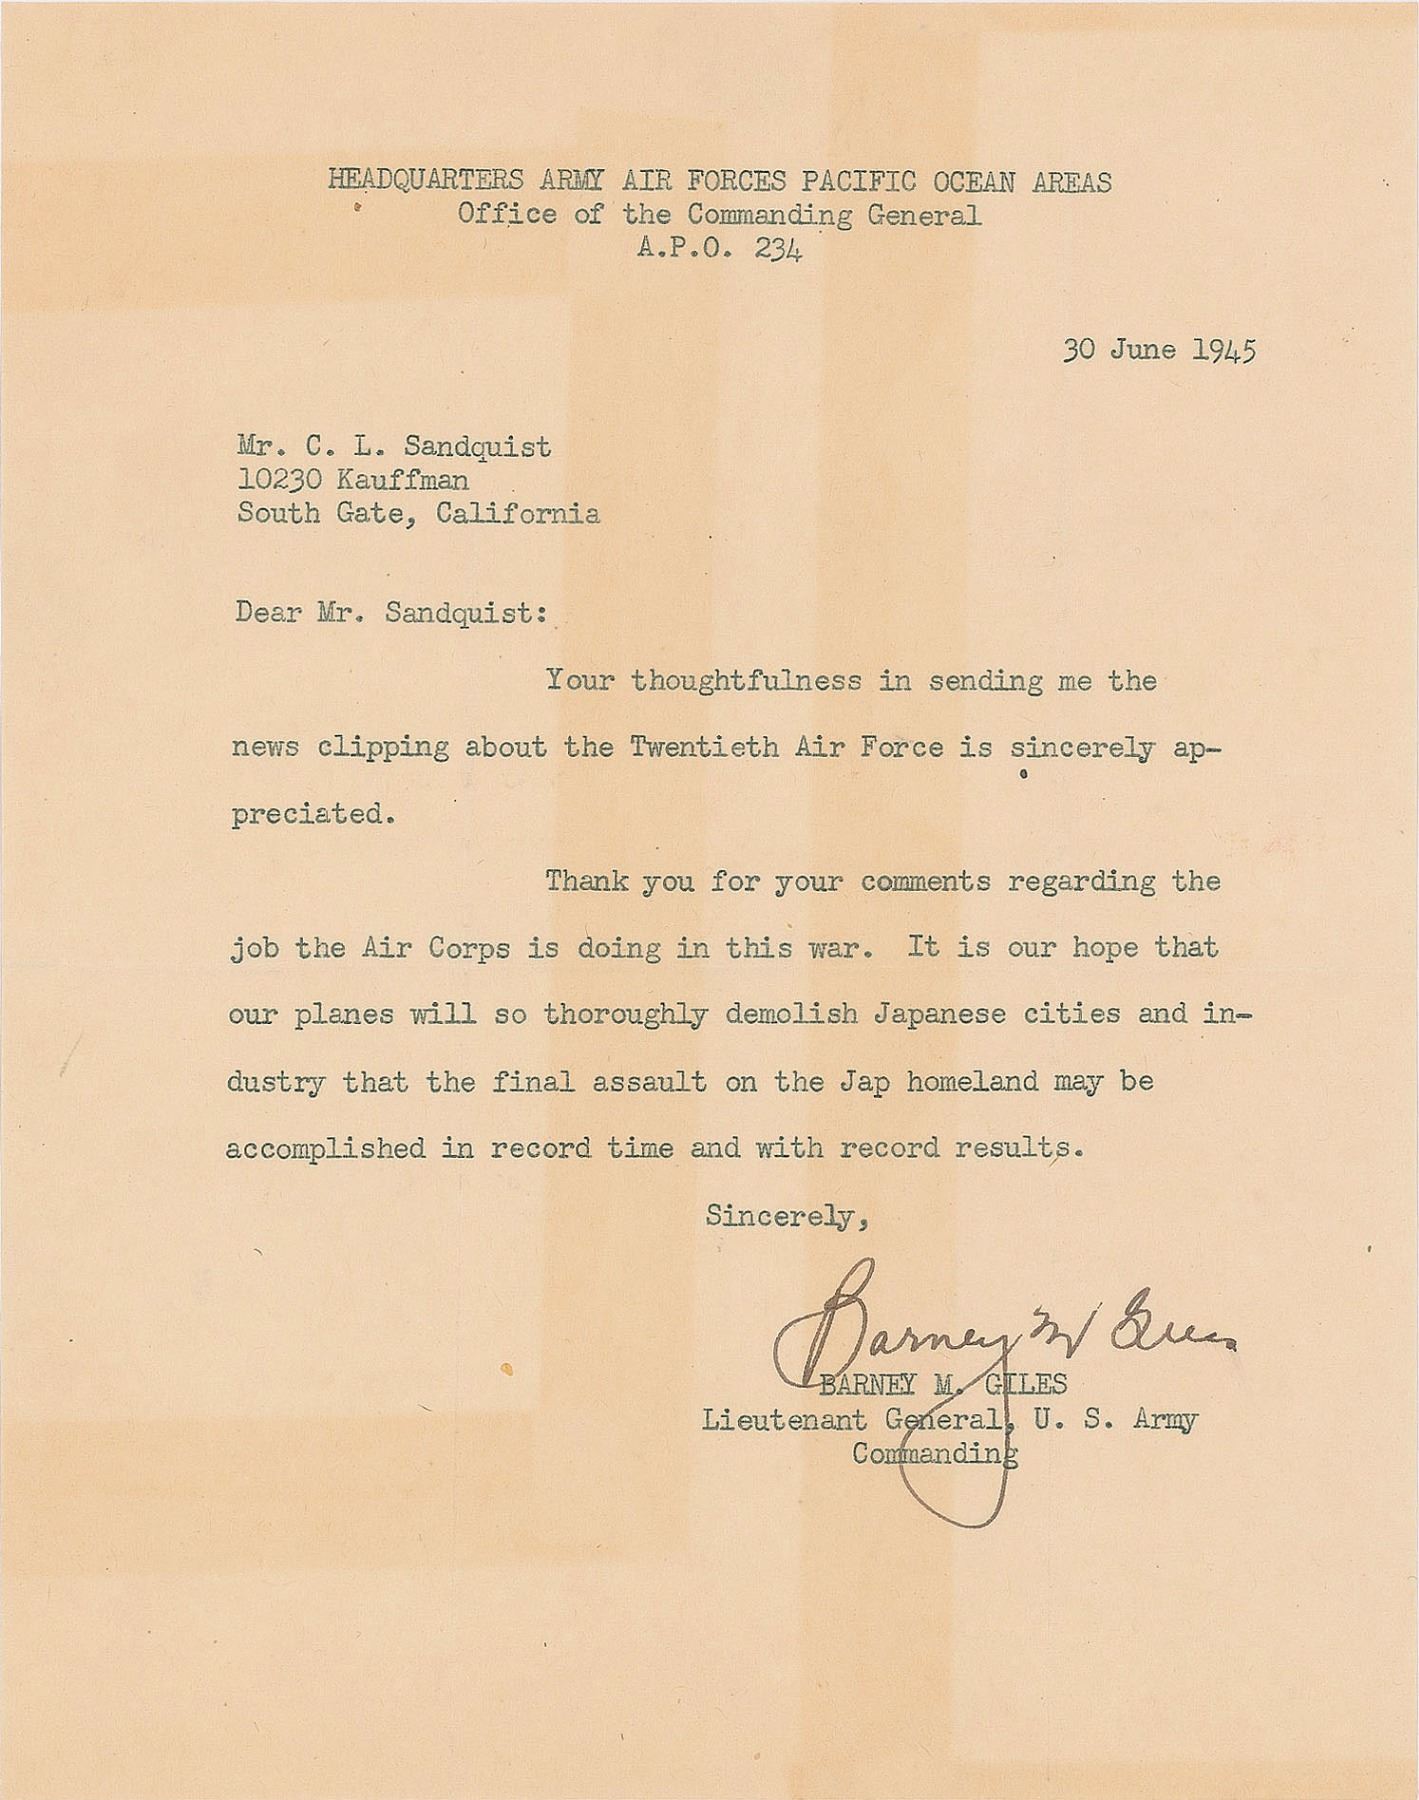 HEADQUARTERS ARMY AIR FORCES PACIFIC OCEAN AREAS
Office of the Commanding General
A.P.O. 234
30 June 1945
Mr. C. L. Sandquist
10230 Kauffman
South Gate, California
Dear Mr. Sandquist:
Your thoughtfulness in sending me the
news clipping about the Twentieth Air Force is sincerely ap-
preciated.
Thank you for your comments regarding the
job the Air Corps is doing in this war. It is our hope that
our planes will so thoroughly demolish Japanese cities and in-
dustry that the final assault on the Jap homeland may be
accomplished in record time and with record results.
Sincerely,
Barney M Giles
BARNEY M. GILES
Lieutenant General, U. S. Army
Commanding